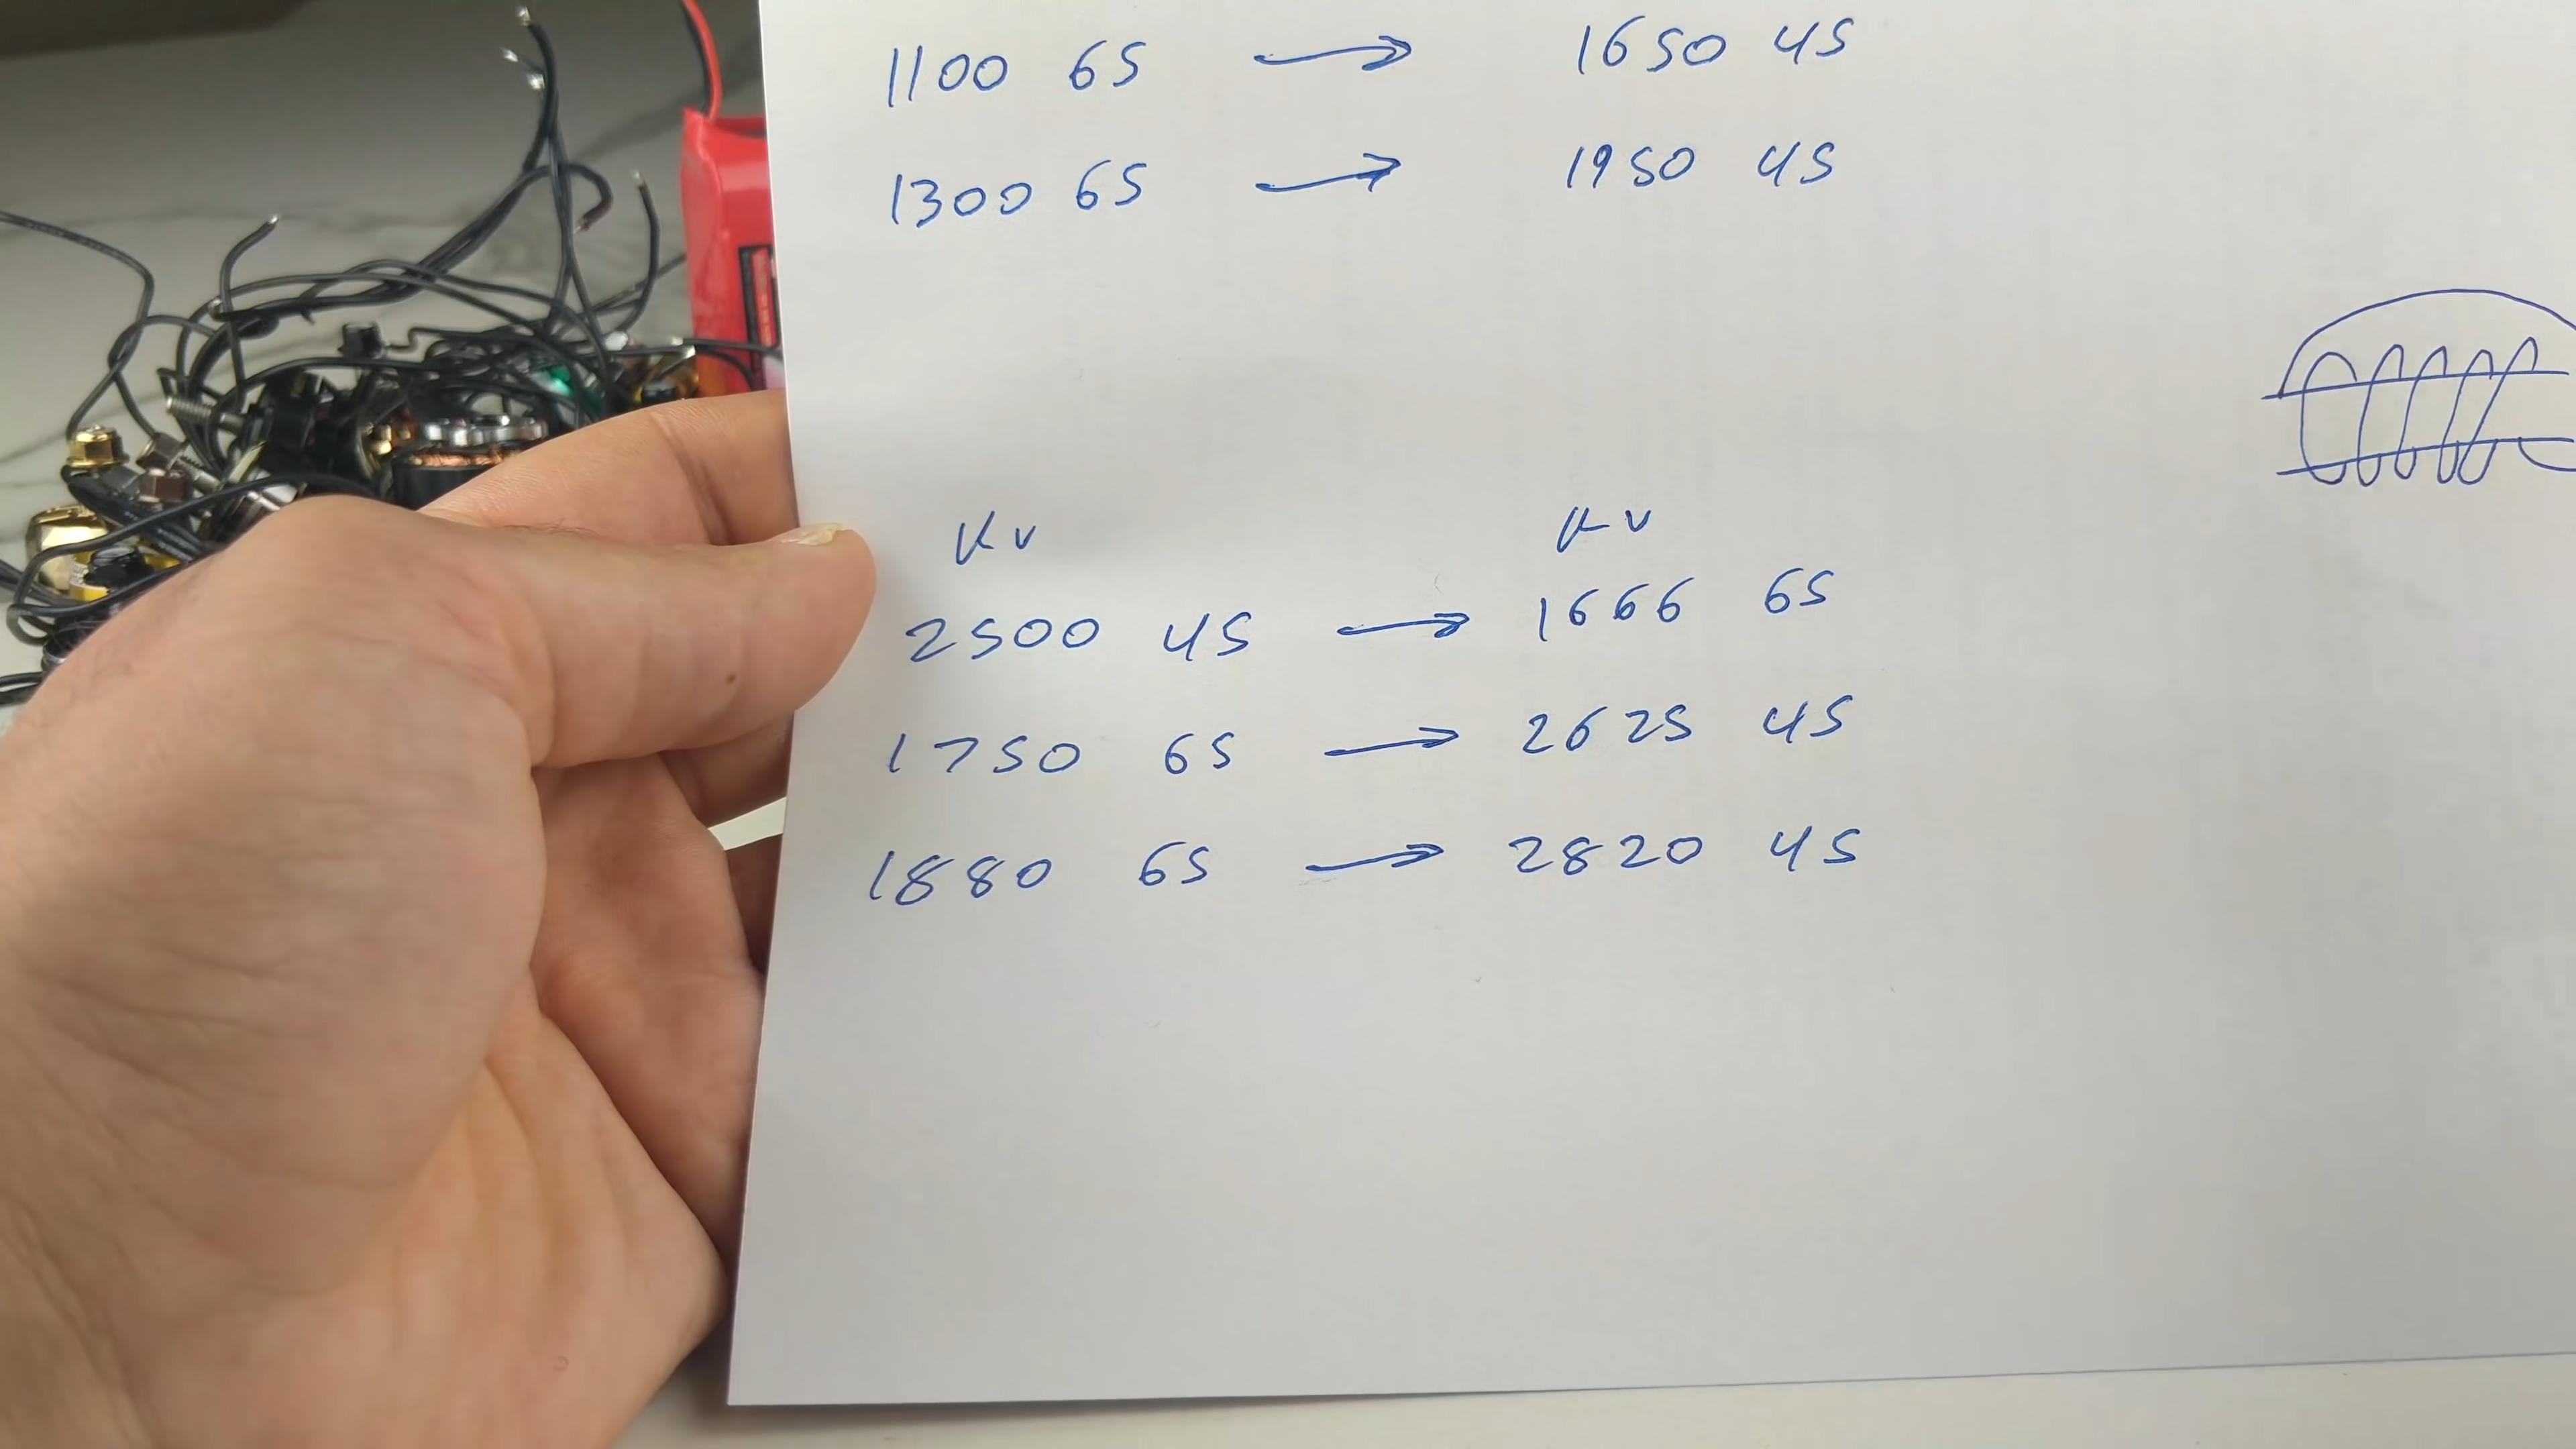 1100 6S → 1650 4S
1300 6S → 1950 4S
Kv Kv
2500 4S → 1666 6S
1750 6S → 2625 4S
1880 6S → 2820 4S